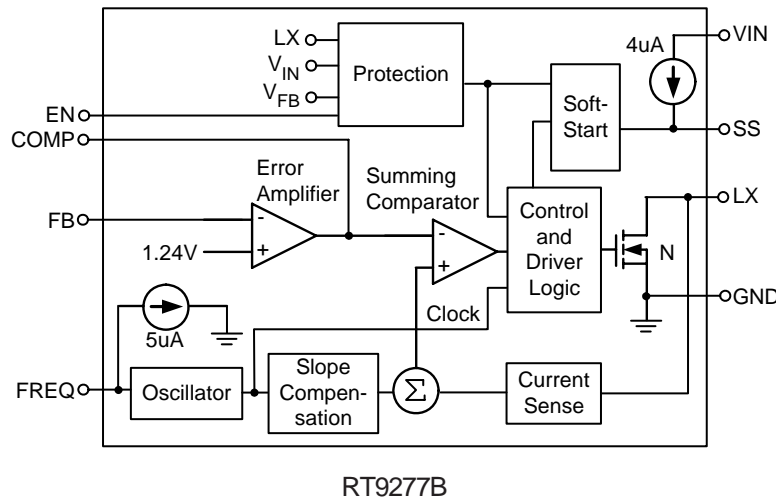 LX
VIN
VFB
Protection
4uA
VIN
Soft-
Start
EN
COMP
SS
Error
Amplifier
Summing
Comparator
LX
FB
-
+
1.24V
-
+
Control
and
Driver
Logic
N
5uA
Clock
GND
FREQ
Oscillator
Slope
Compen-
sation
Σ
Current
Sense
RT9277B